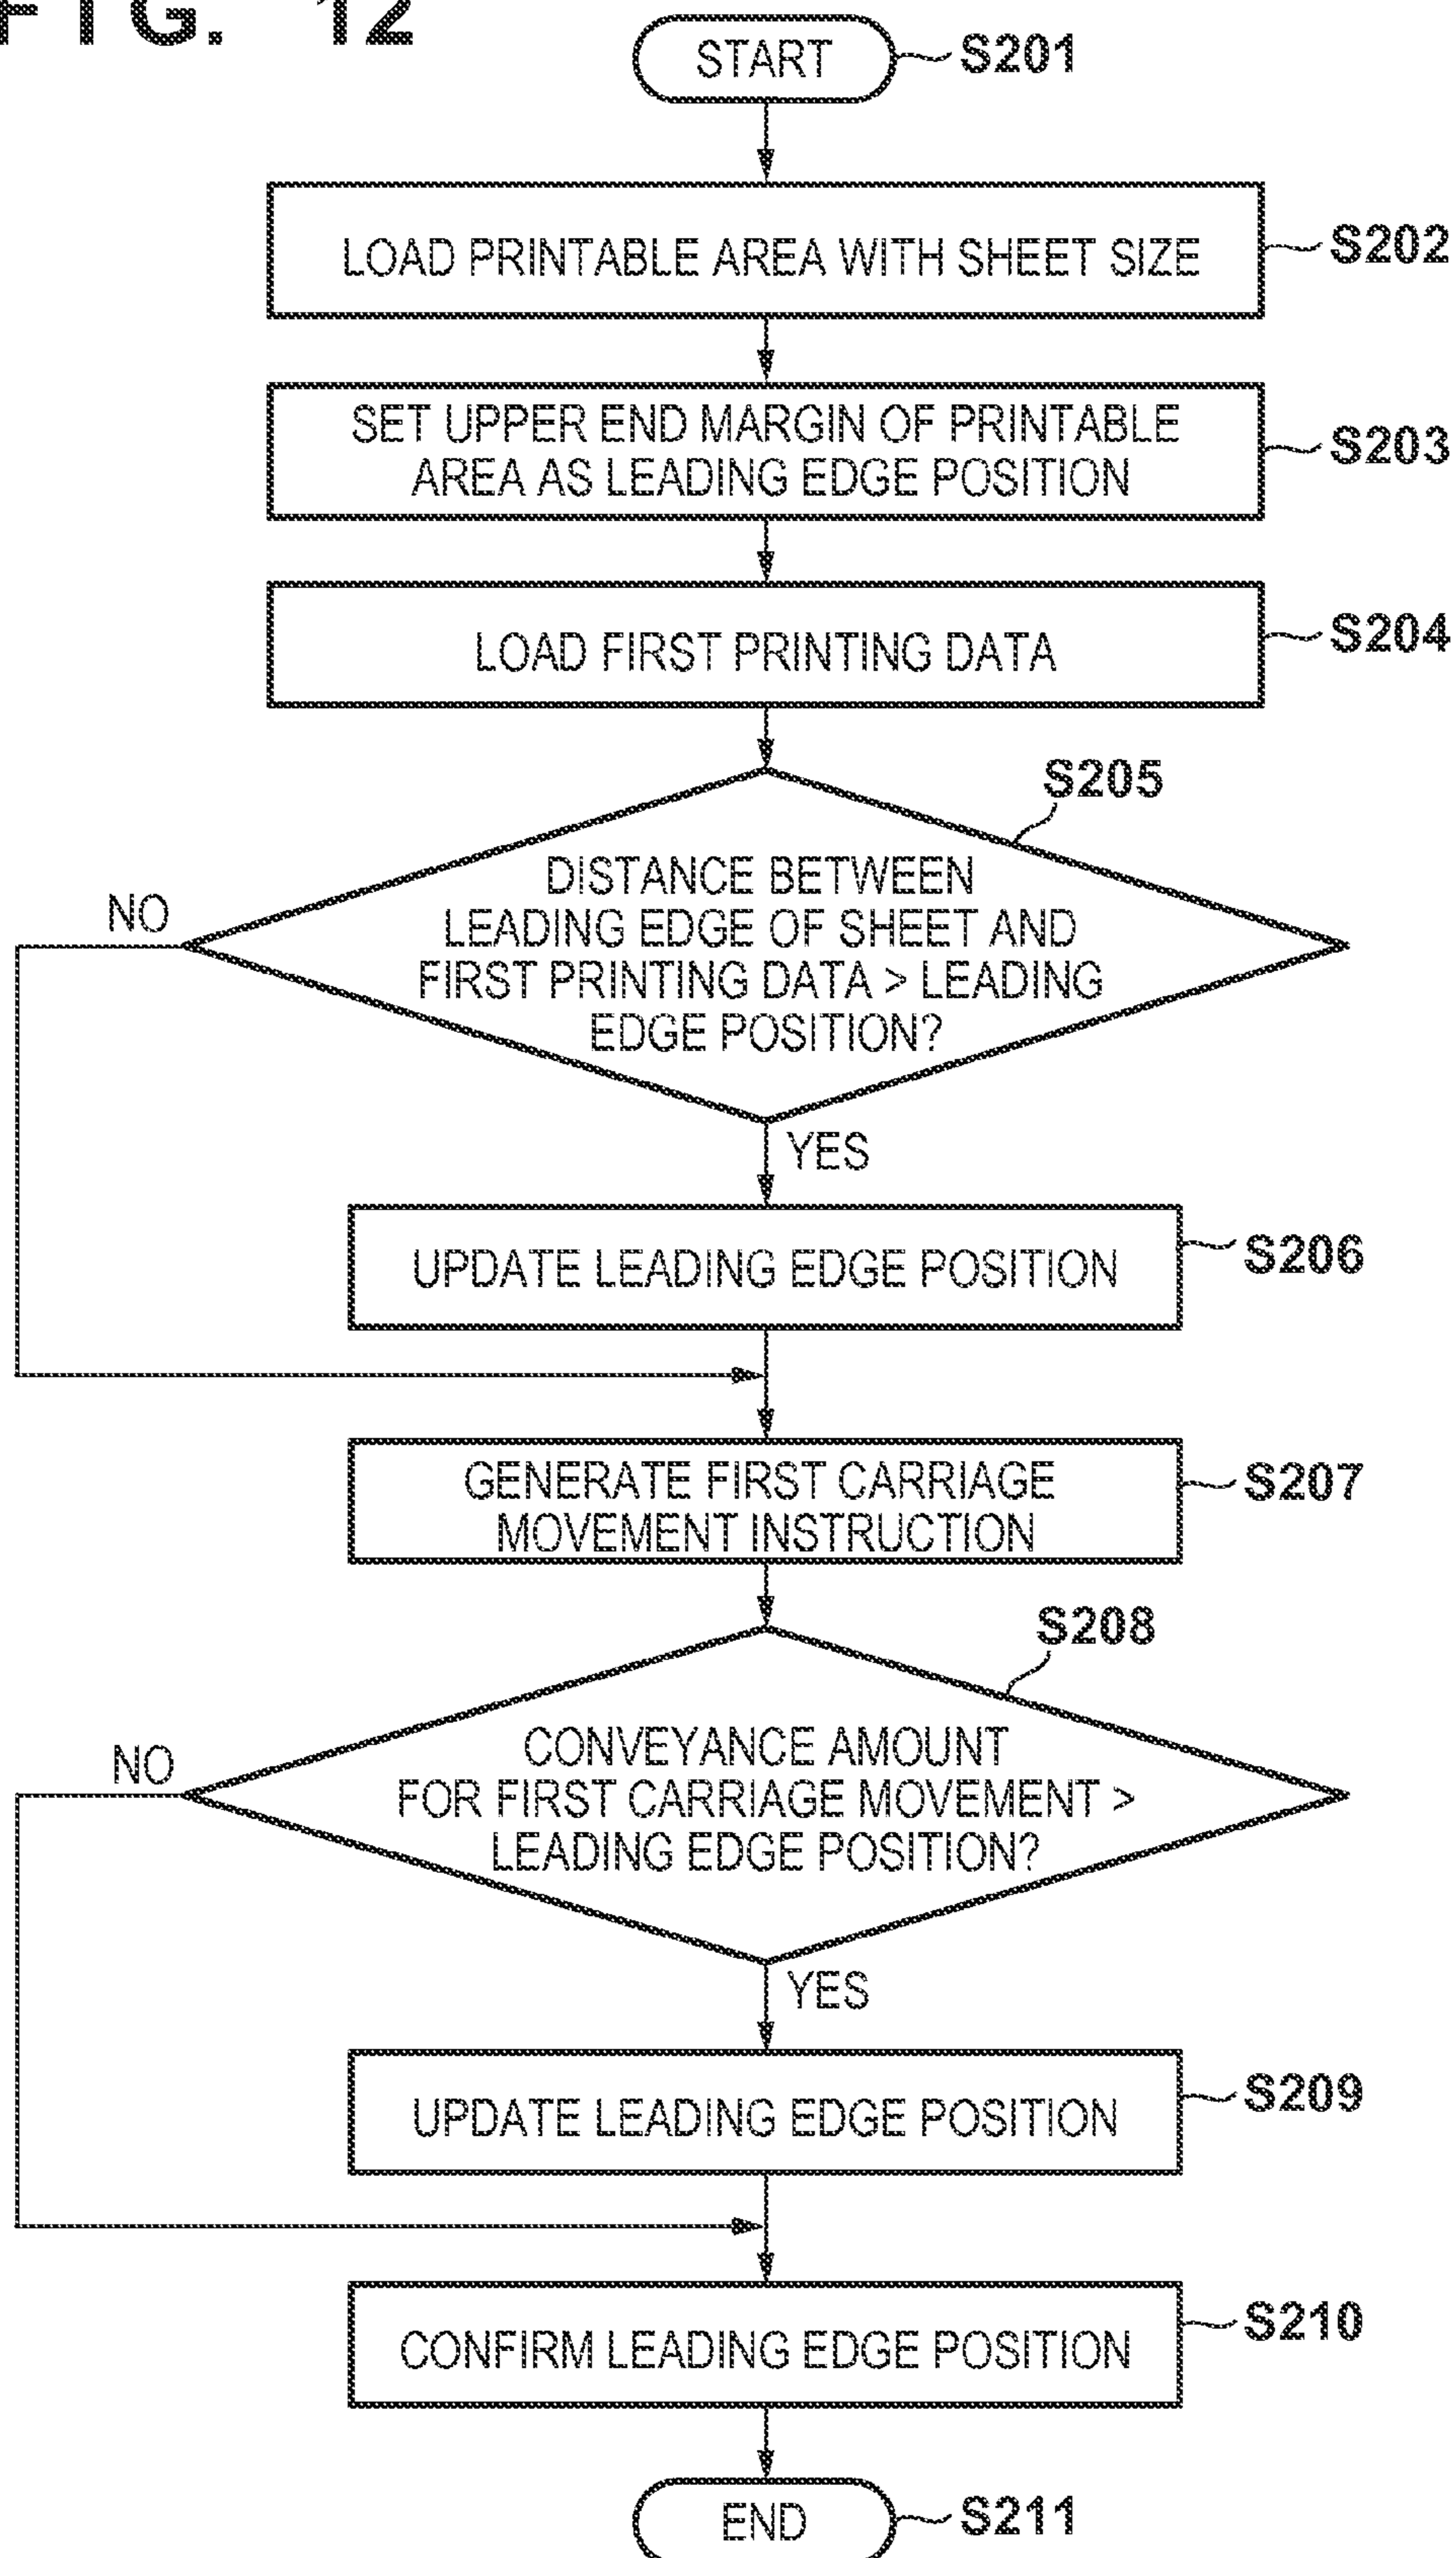 FIG. 12
START
S201
LOAD PRINTABLE AREA WITH SHEET SIZE
S202
SET UPPER END MARGIN OF PRINTABLE
AREA AS LEADING EDGE POSITION
S203
LOAD FIRST PRINTING DATA
S204
S205
DISTANCE BETWEEN
LEADING EDGE OF SHEET AND
FIRST PRINTING DATA > LEADING
EDGE POSITION?
NO
YES
UPDATE LEADING EDGE POSITION
S206
GENERATE FIRST CARRIAGE
MOVEMENT INSTRUCTION
S207
S208
CONVEYANCE AMOUNT
FOR FIRST CARRIAGE MOVEMENT >
LEADING EDGE POSITION?
NO
YES
UPDATE LEADING EDGE POSITION
S209
CONFIRM LEADING EDGE POSITION
S210
END
S211